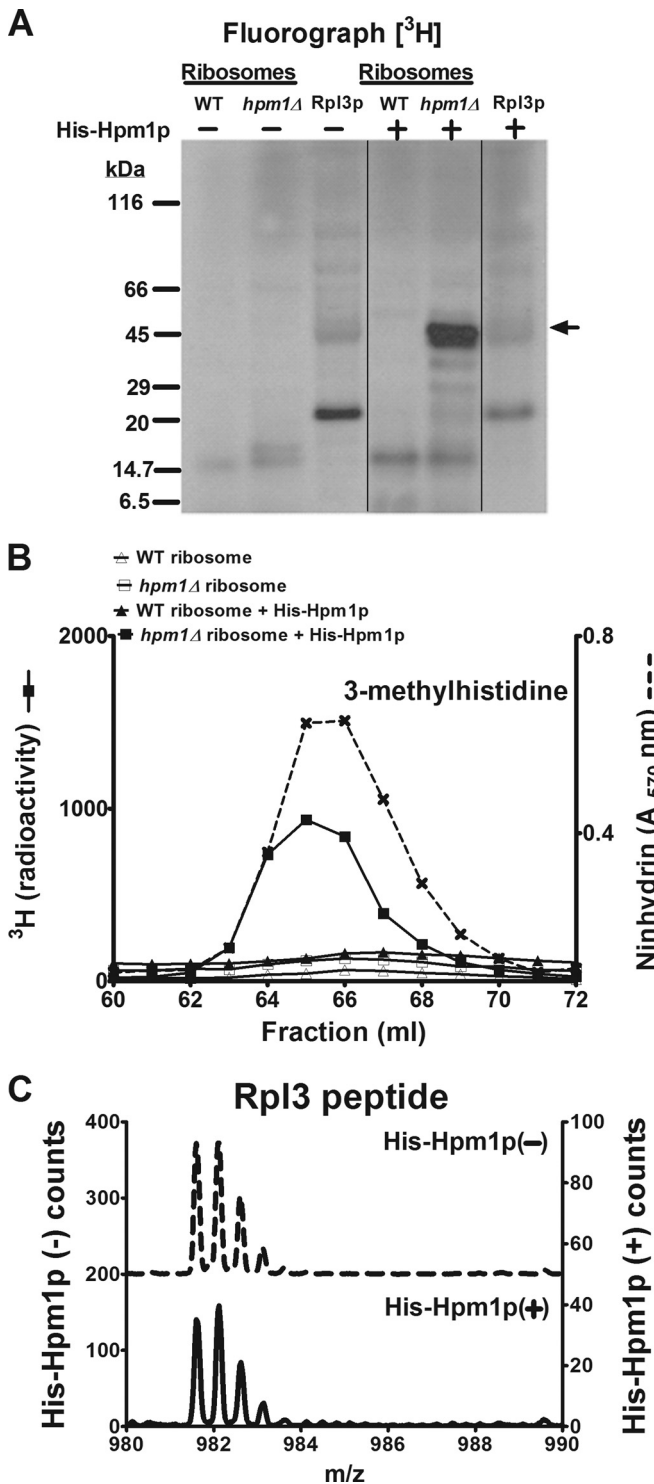 A
Fluorograph [³H]
Ribosomes Ribosomes
WT hpm1Δ Rpl3p WT hpm1Δ Rpl3p
His-Hpm1p − − − + + +
kDa
116
66
45
29
20
14.7
6.5
B
WT ribosome
hpm1Δ ribosome
WT ribosome + His-Hpm1p
hpm1Δ ribosome + His-Hpm1p
2000 0.8
3-methylhistidine
³H (radioactivity)
Ninhydrin (A 570 nm)
1000
0.4
0
60 62 64 66 68 70 72
Fraction (ml)
C
Rpl3 peptide
400 100
His-Hpm1p(−)
300 80
200 60
His-Hpm1p (-) counts
His-Hpm1p (+) counts
His-Hpm1p(+)
40
100
20
0 0
980 982 984 986 988 990
m/z